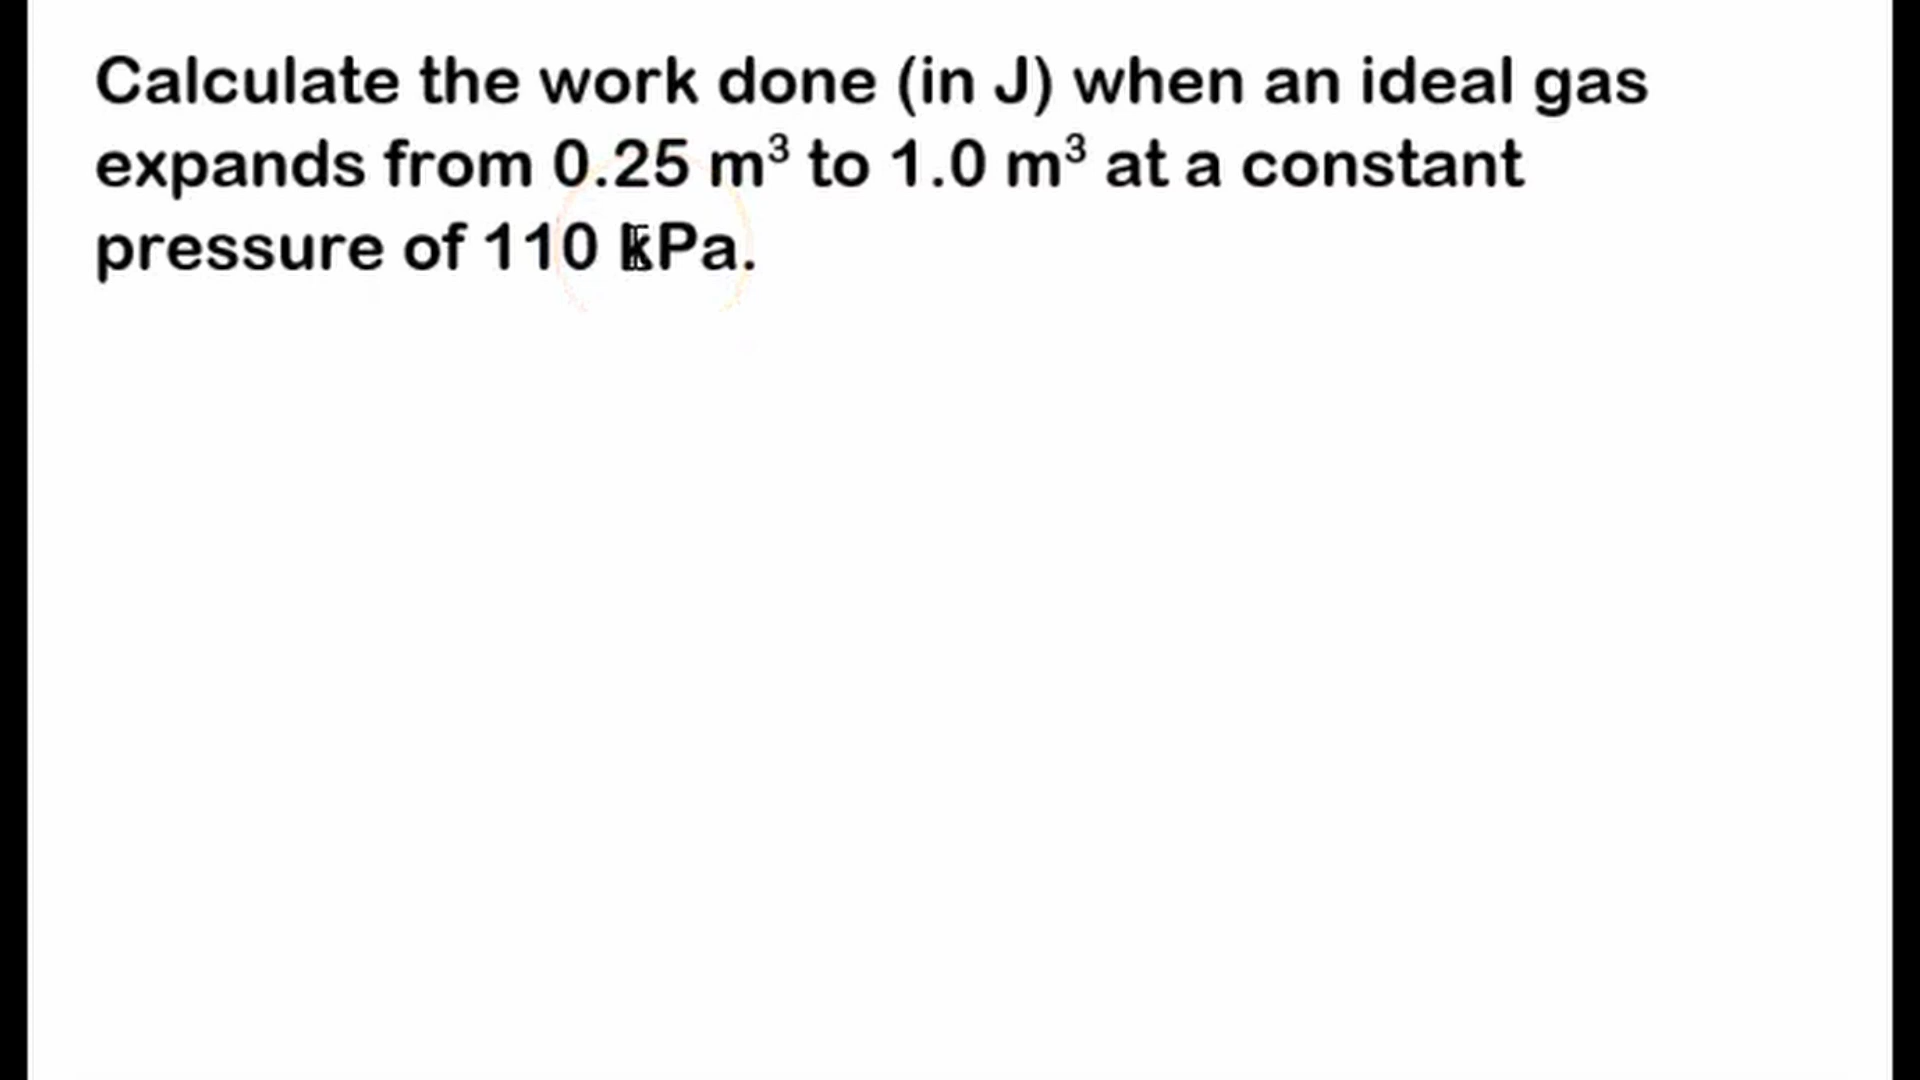 Calculate the work done (in J) when an ideal gas
expands from 0.25 m³ to 1.0 m³ at a constant
pressure of 110 kPa.